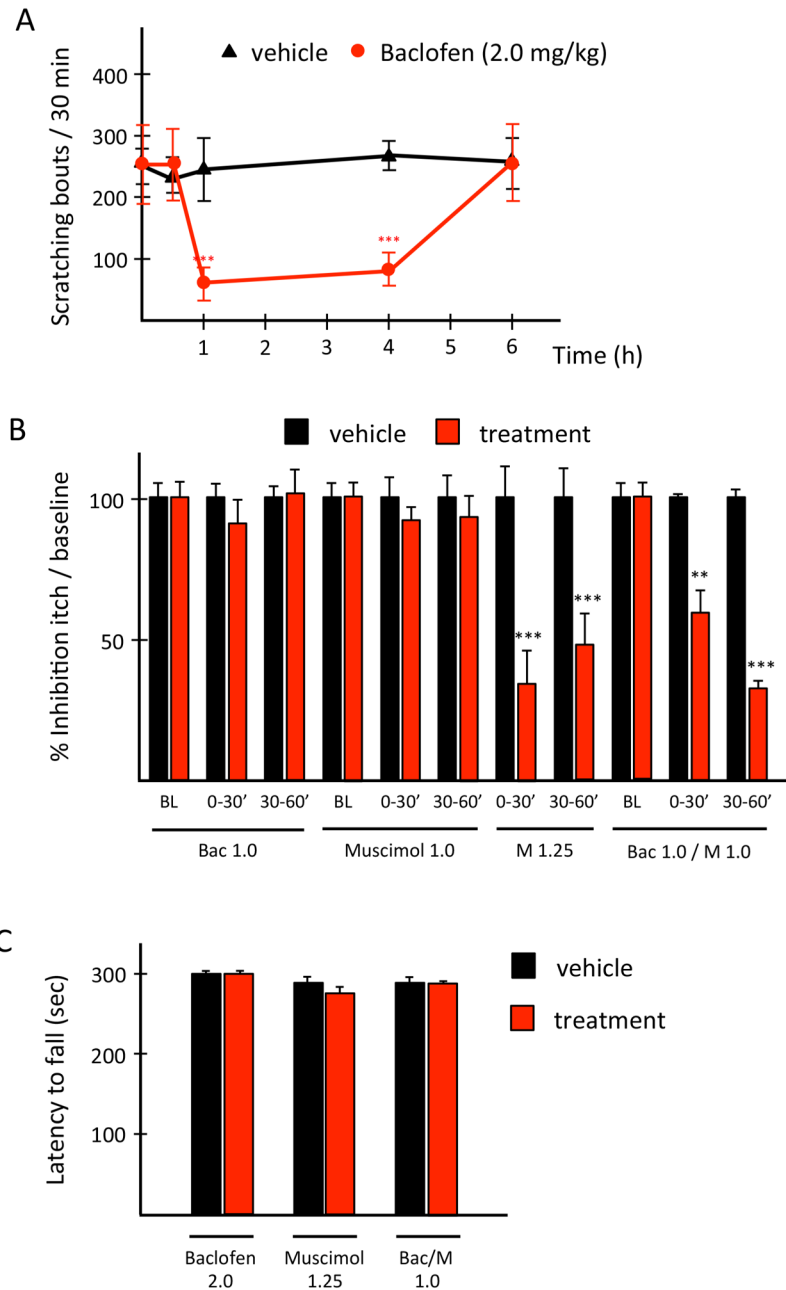 A
vehicle Baclofen (2.0 mg/kg)
Scratching bouts / 30 min
400
300
200
100
***
***
1 2 3 4 5 6
Time (h)
B
vehicle treatment
% Inhibition itch / baseline
100
50
***
***
**
***
BL 0-30’ 30-60’ BL 0-30’ 30-60’ 0-30’ 30-60’ BL 0-30’ 30-60’
Bac 1.0 Muscimol 1.0 M 1.25 Bac 1.0 / M 1.0
C
vehicle
treatment
Latency to fall (sec)
300
200
100
Baclofen Muscimol Bac/M
2.0 1.25 1.0